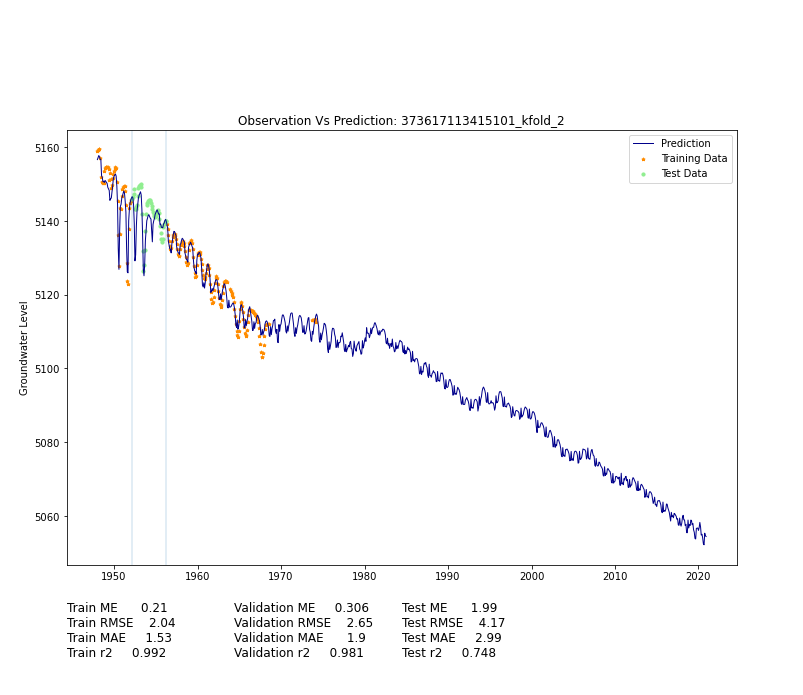 Observation Vs Prediction: 373617113415101_kfold_2
Prediction
Training Data
Test Data
Groundwater Level
5160
5140
5120
5100
5080
5060
1950 1960 1970 1980 1990 2000 2010 2020
Train ME 0.21 Validation ME 0.306 Test ME 1.99
Train RMSE 2.04 Validation RMSE 2.65 Test RMSE 4.17
Train MAE 1.53 Validation MAE 1.9 Test MAE 2.99
Train r2 0.992 Validation r2 0.981 Test r2 0.748